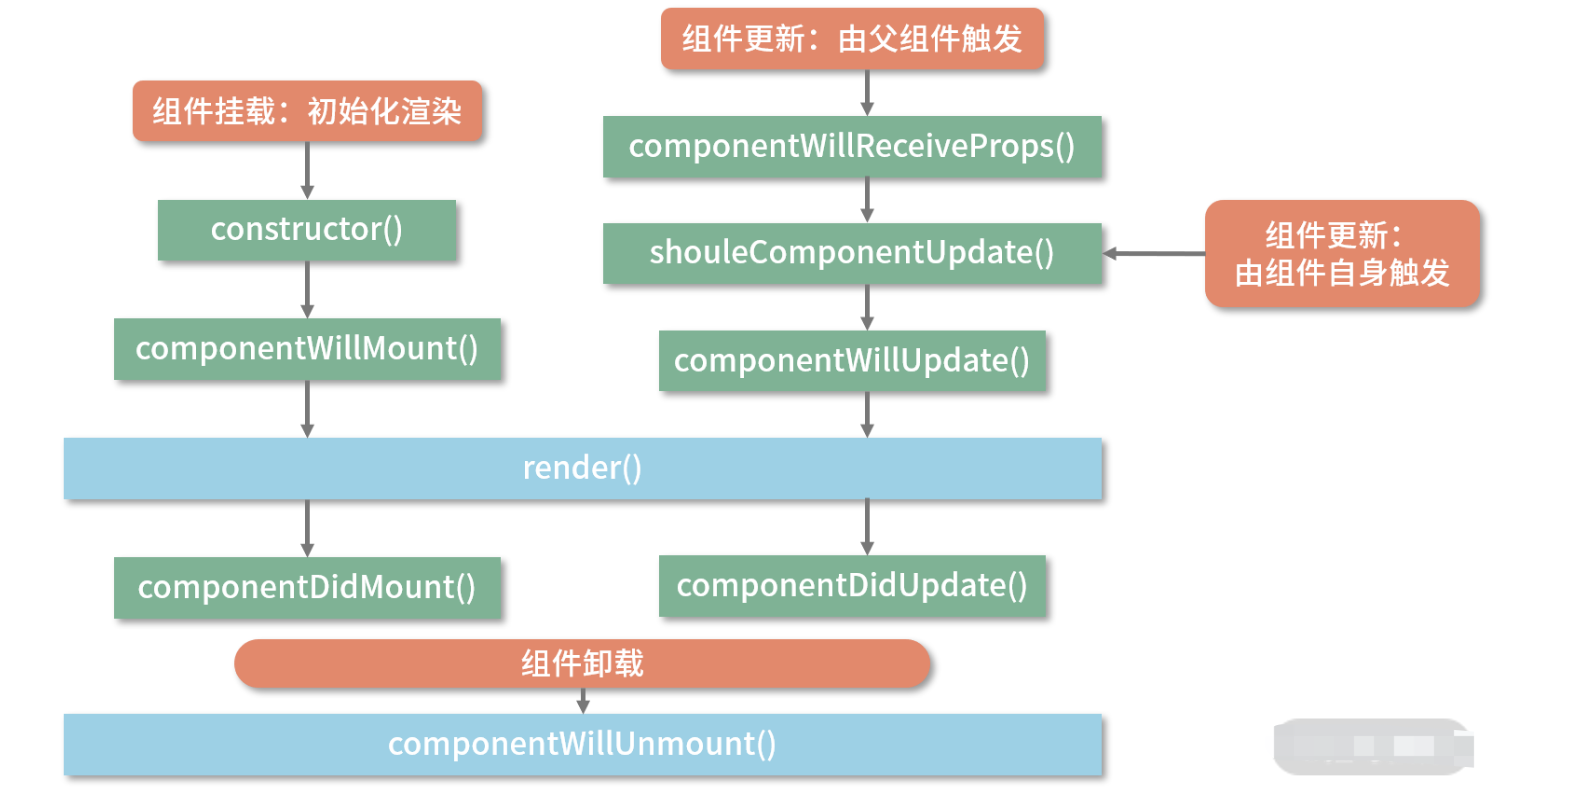 组件更新：由父组件触发
组件挂载：初始化渲染
componentWillReceiveProps()
constructor()
shouleComponentUpdate()
组件更新：
由组件自身触发
componentWillMount()
componentWillUpdate()
render()
componentDidMount()
componentDidUpdate()
组件卸载
componentWillUnmount()